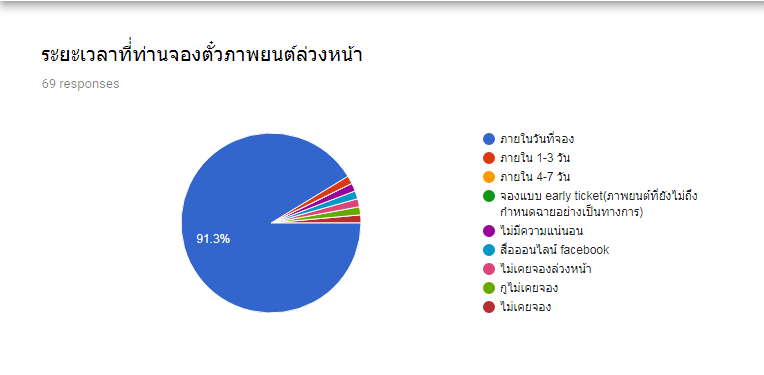 ระยะเวลาที่ท่านจองตั๋วภาพยนต์ล่วงหน้า
69 responses
91.3%
ภายในวันที่จอง
ภายใน 1-3 วัน
ภายใน 4-7 วัน
จองแบบ early ticket(ภาพยนต์ที่ยังไม่ถึง
กำหนดฉายอย่างเป็นทางการ)
ไม่มีความแน่นอน
สื่อออนไลน์ facebook
ไม่เคยจองล่วงหน้า
กูไม่เคยจอง
ไม่เคยจอง